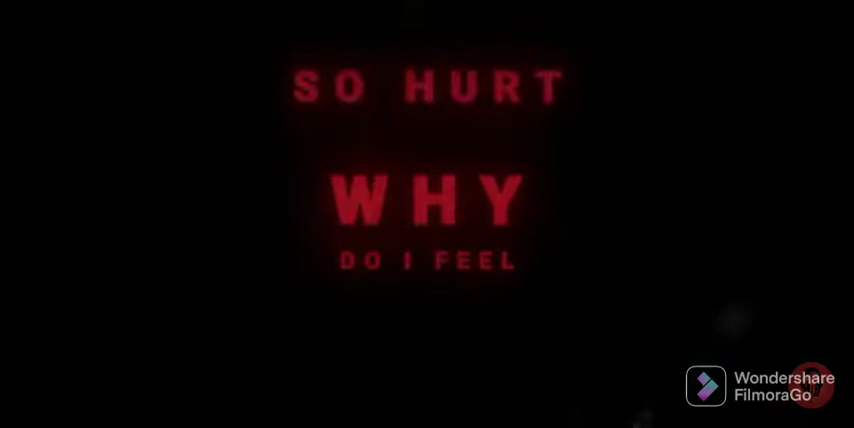 SO HURT
WHY
DO I FEEL
Wondershare
FilmoraGo